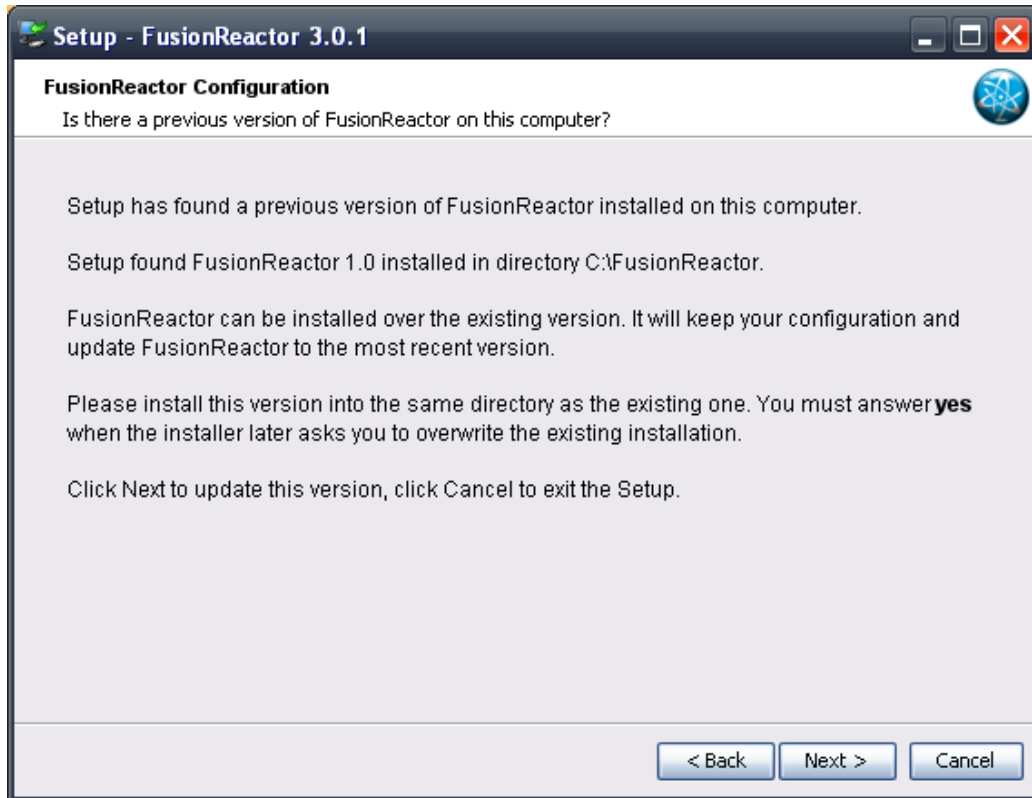 Setup - FusionReactor 3.0.1
FusionReactor Configuration
Is there a previous version of FusionReactor on this computer?
Setup has found a previous version of FusionReactor installed on this computer.
Setup found FusionReactor 1.0 installed in directory C:\FusionReactor.
FusionReactor can be installed over the existing version. It will keep your configuration and
update FusionReactor to the most recent version.
Please install this version into the same directory as the existing one. You must answer yes
when the installer later asks you to overwrite the existing installation.
Click Next to update this version, click Cancel to exit the Setup.
< Back Next > Cancel